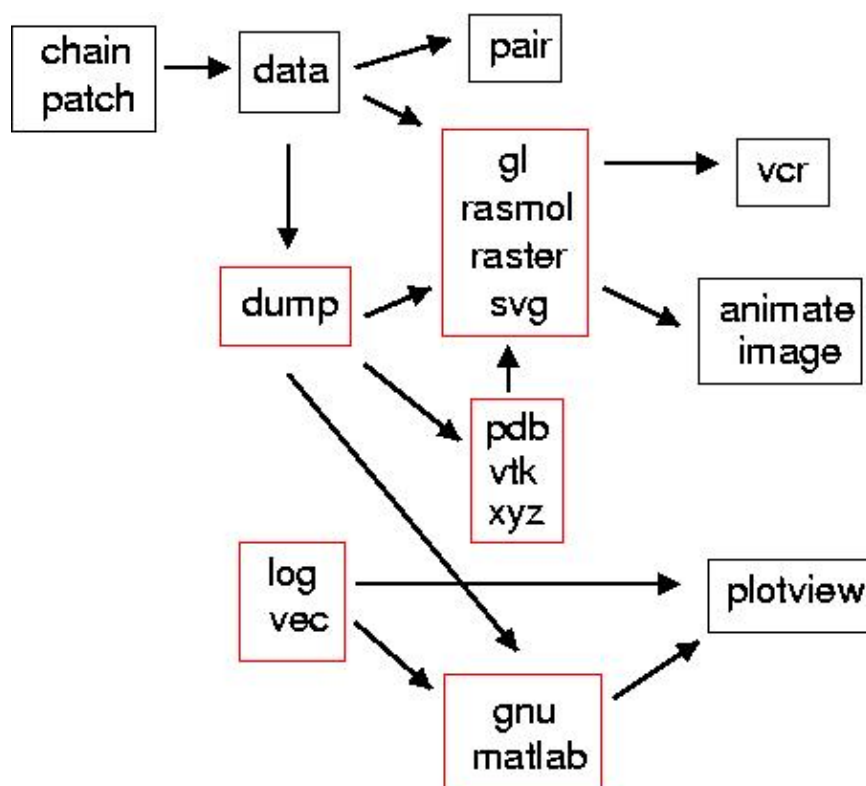 chain
patch
data
pair
gl
rasmol
raster
svg
vcr
dump
animate
image
pdb
vtk
xyz
log
vec
plotview
gnu
matlab